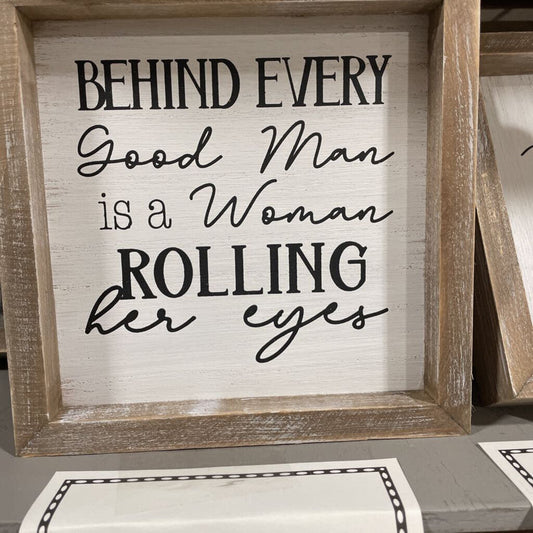 BEHIND EVERY
Good Man
is a Woman
ROLLING
her eyes